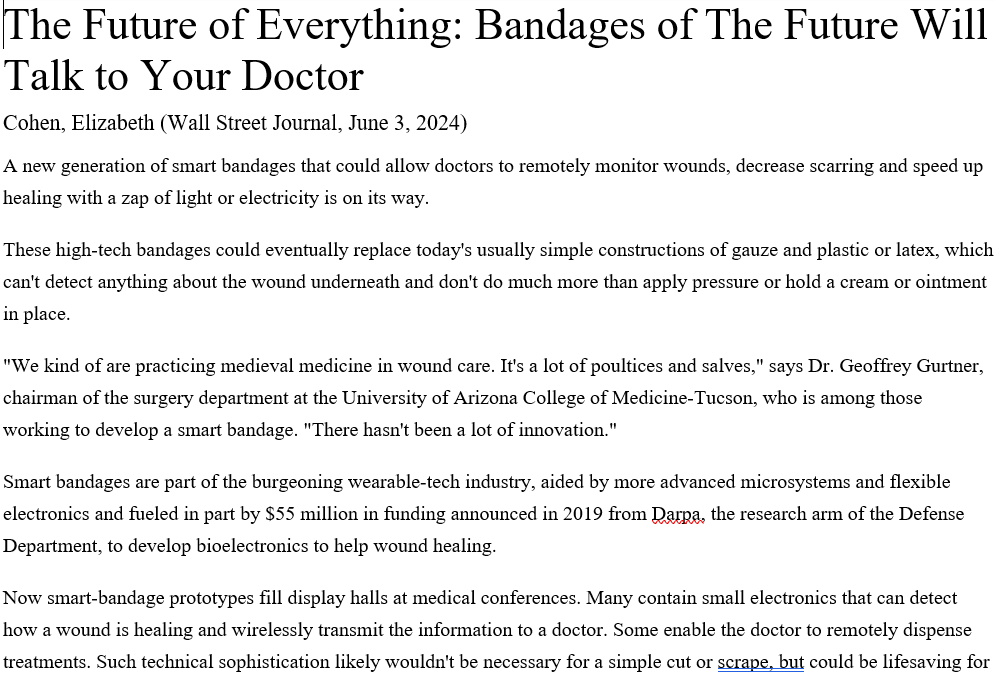 The Future of Everything: Bandages of The Future Will
Talk to Your Doctor
Cohen, Elizabeth (Wall Street Journal, June 3, 2024)
A new generation of smart bandages that could allow doctors to remotely monitor wounds, decrease scarring and speed up
healing with a zap of light or electricity is on its way.
These high-tech bandages could eventually replace today's usually simple constructions of gauze and plastic or latex, which
can't detect anything about the wound underneath and don't do much more than apply pressure or hold a cream or ointment
in place.
"We kind of are practicing medieval medicine in wound care. It's a lot of poultices and salves," says Dr. Geoffrey Gurtner,
chairman of the surgery department at the University of Arizona College of Medicine-Tucson, who is among those
working to develop a smart bandage. "There hasn't been a lot of innovation."
Smart bandages are part of the burgeoning wearable-tech industry, aided by more advanced microsystems and flexible
electronics and fueled in part by $55 million in funding announced in 2019 from Darpa, the research arm of the Defense
Department, to develop bioelectronics to help wound healing.
Now smart-bandage prototypes fill display halls at medical conferences. Many contain small electronics that can detect
how a wound is healing and wirelessly transmit the information to a doctor. Some enable the doctor to remotely dispense
treatments. Such technical sophistication likely wouldn't be necessary for a simple cut or scrape, but could be lifesaving for